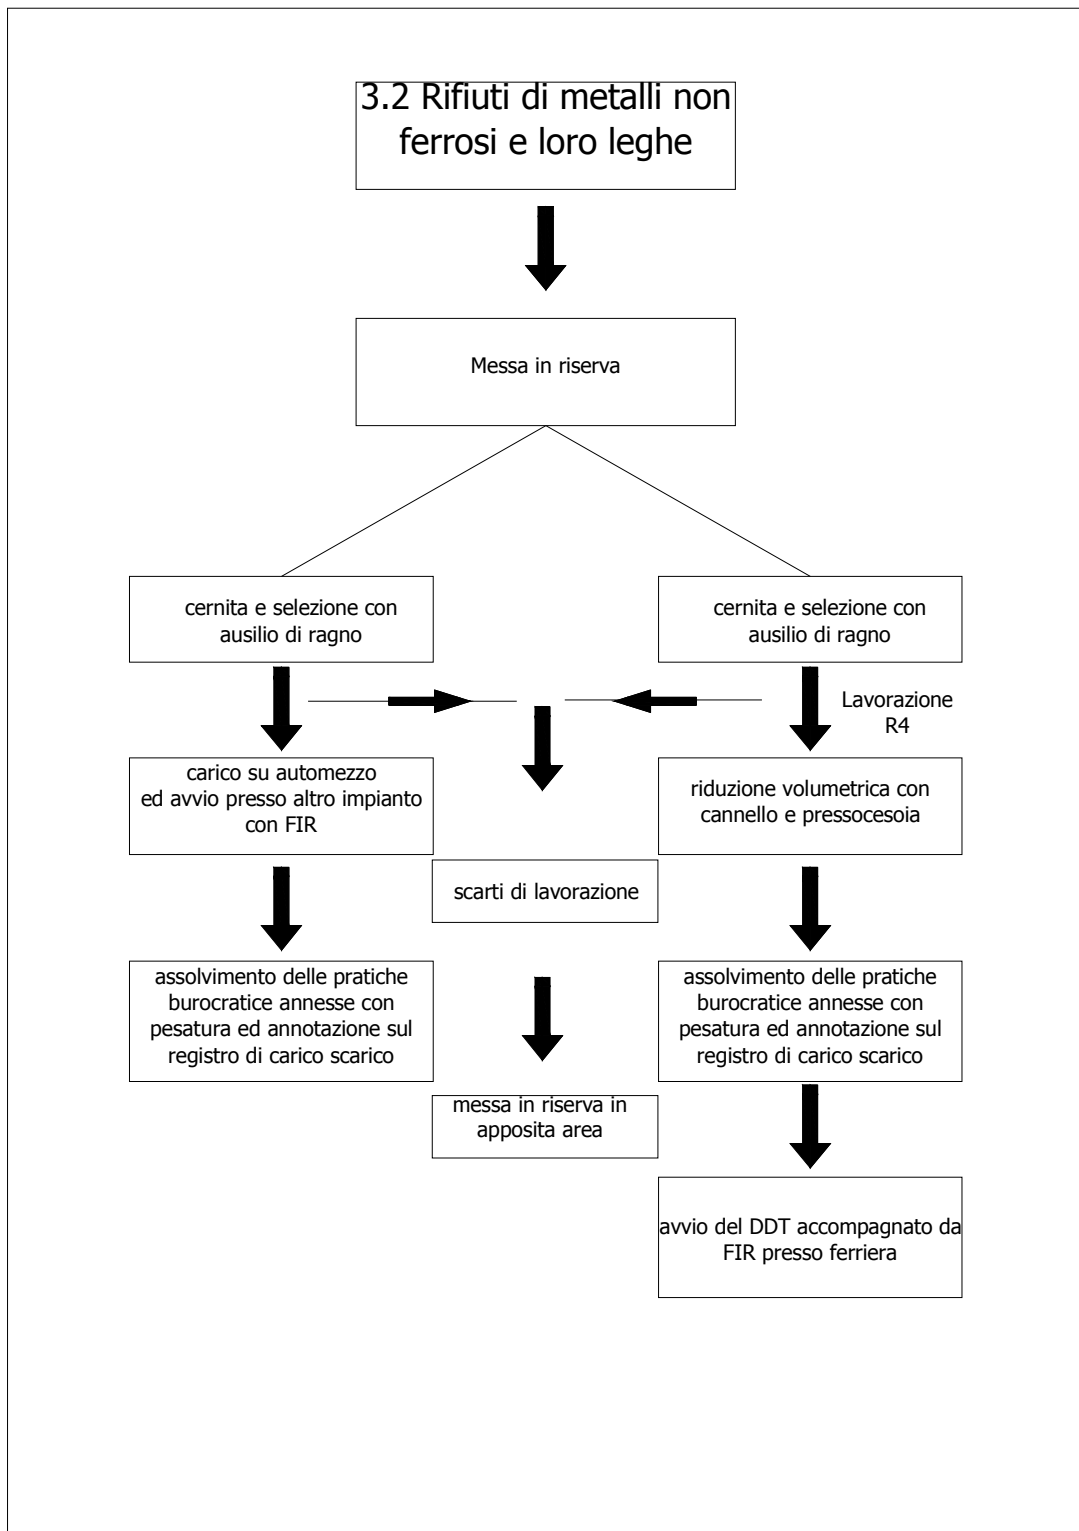 3.2 Rifiuti di metalli non
ferrosi e loro leghe
Messa in riserva
cernita e selezione con
ausilio di ragno
cernita e selezione con
ausilio di ragno
Lavorazione
R4
carico su automezzo
ed avvio presso altro impianto
con FIR
riduzione volumetrica con
cannello e pressocesoia
scarti di lavorazione
assolvimento delle pratiche
burocratice annesse con
pesatura ed annotazione sul
registro di carico scarico
assolvimento delle pratiche
burocratice annesse con
pesatura ed annotazione sul
registro di carico scarico
messa in riserva in
apposita area
avvio del DDT accompagnato da
FIR presso ferriera